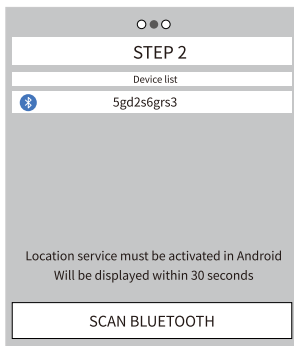 STEP 2
Device list
5gd2s6grs3
Location service must be activated in Android
Will be displayed within 30 seconds
SCAN BLUETOOTH